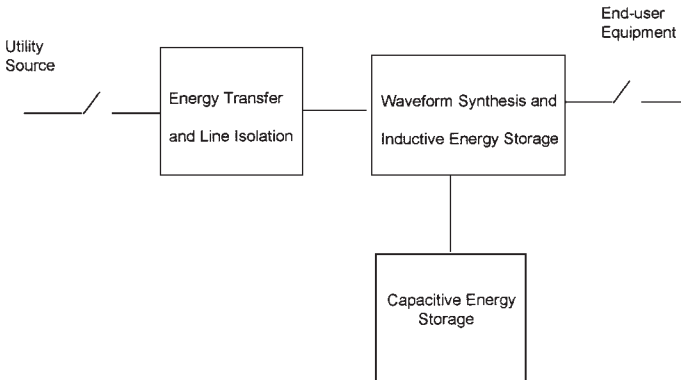 End-user
Equipment
Utility
Source
Energy Transfer
and Line Isolation
Waveform Synthesis and
Inductive Energy Storage
Capacitive Energy
Storage